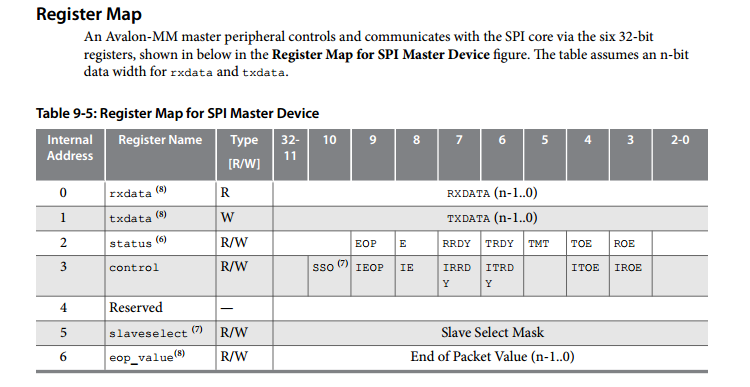 Register Map
An Avalon-MM master peripheral controls and communicates with the SPI core via the six 32-bit
registers, shown in below in the Register Map for SPI Master Device figure. The table assumes an n-bit
data width for rxdata and txdata.
Table 9-5: Register Map for SPI Master Device
Internal Address Register Name Type [R/W] 32-11 10 9 8 7 6 5 4 3 2-0
0 rxdata (8) R RXDATA (n-1..0)
1 txdata (8) W TXDATA (n-1..0)
2 status (6) R/W EOP E RRDY TRDY TMT TOE ROE
3 control R/W SSO (7) IEOP IE IRRDY ITRDY ITOE IROE
4 Reserved —
5 slaveselect (7) R/W Slave Select Mask
6 eop_value(8) R/W End of Packet Value (n-1..0)